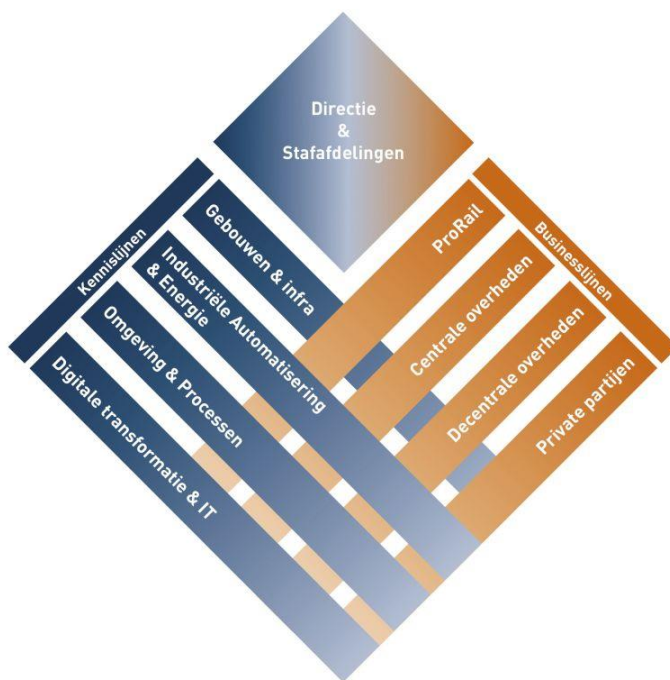 Directie
&
Stafafdelingen
Kennislijnen
Gebouwen & infra
Industriële Automatisering
& Energie
Omgeving & Processen
Digitale transformatie & IT
Businesslijnen
ProRail
Centrale overheden
Decentrale overheden
Private partijen